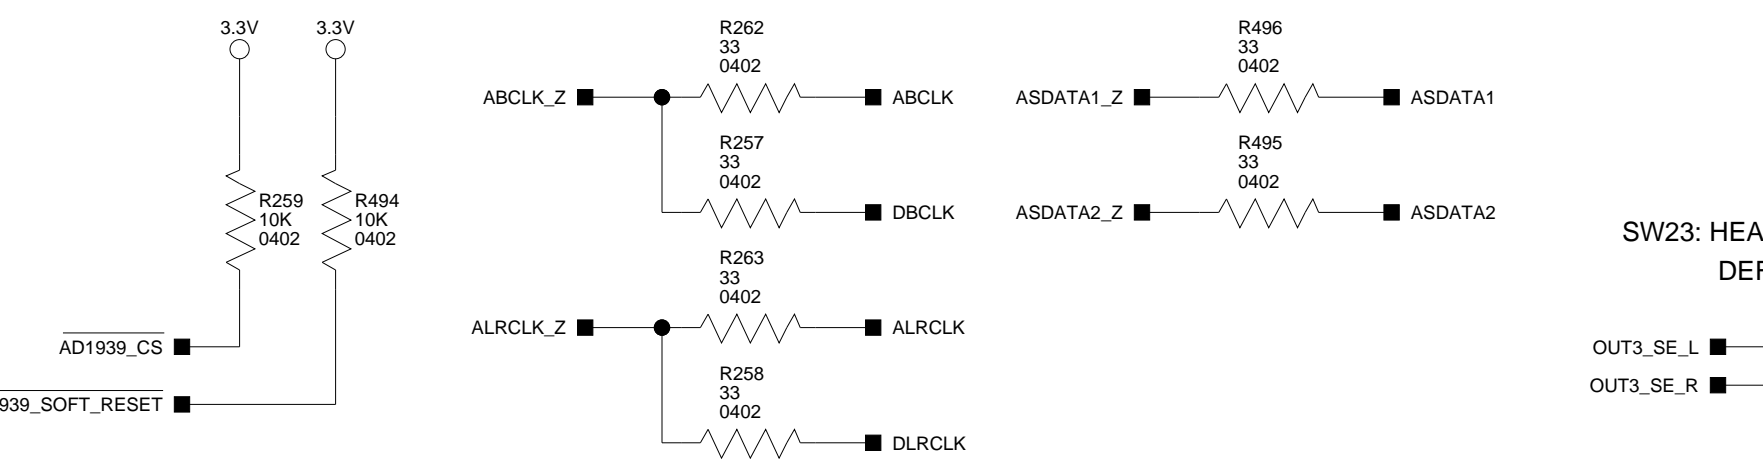 3.3V
3.3V
R259
10K
0402
R494
10K
0402
AD1939_CS
939_SOFT_RESET
R262
33
0402
ABCLK_Z
ABCLK
R257
33
0402
DBCLK
R263
33
0402
ALRCLK_Z
ALRCLK
R258
33
0402
DLRCLK
R496
33
0402
ASDATA1_Z
ASDATA1
R495
33
0402
ASDATA2_Z
ASDATA2
SW23: HEA
DEF
OUT3_SE_L
OUT3_SE_R